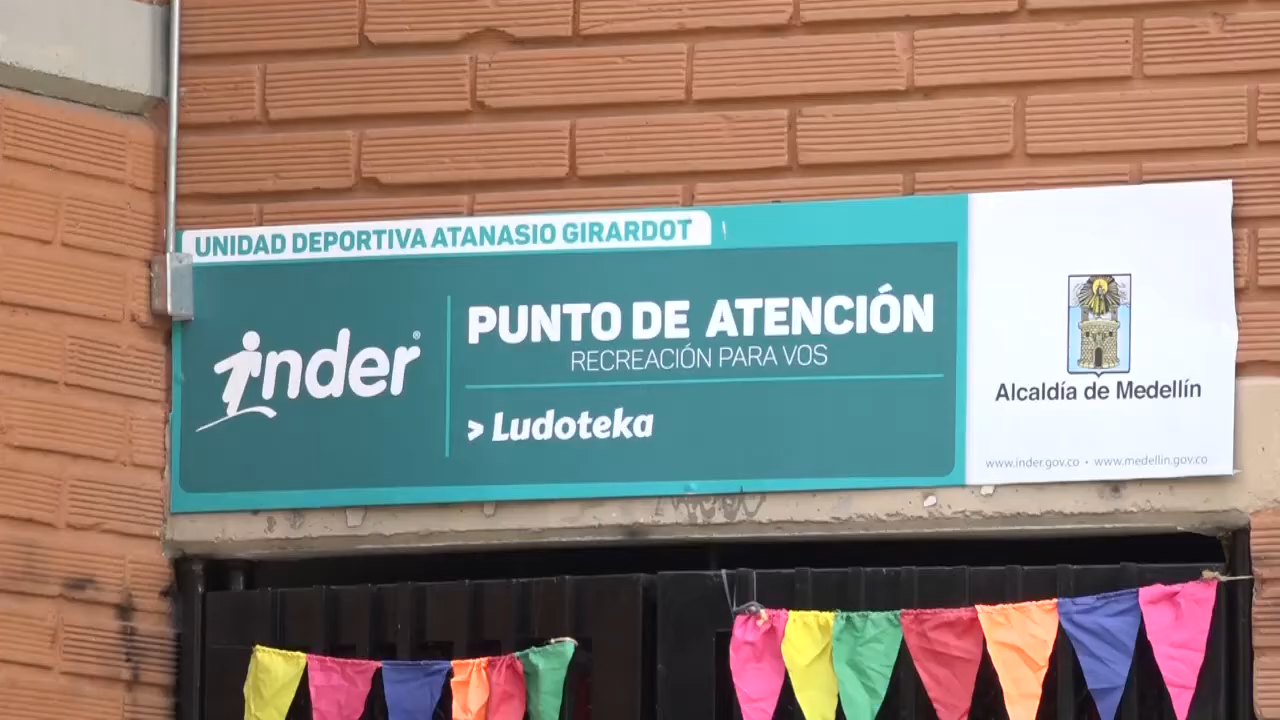 UNIDAD DEPORTIVA ATANASIO GIRARDOT
inder®
PUNTO DE ATENCIÓN
RECREACIÓN PARA VOS
> Ludoteka
Alcaldía de Medellín
www.inder.gov.co • www.medellin.gov.co